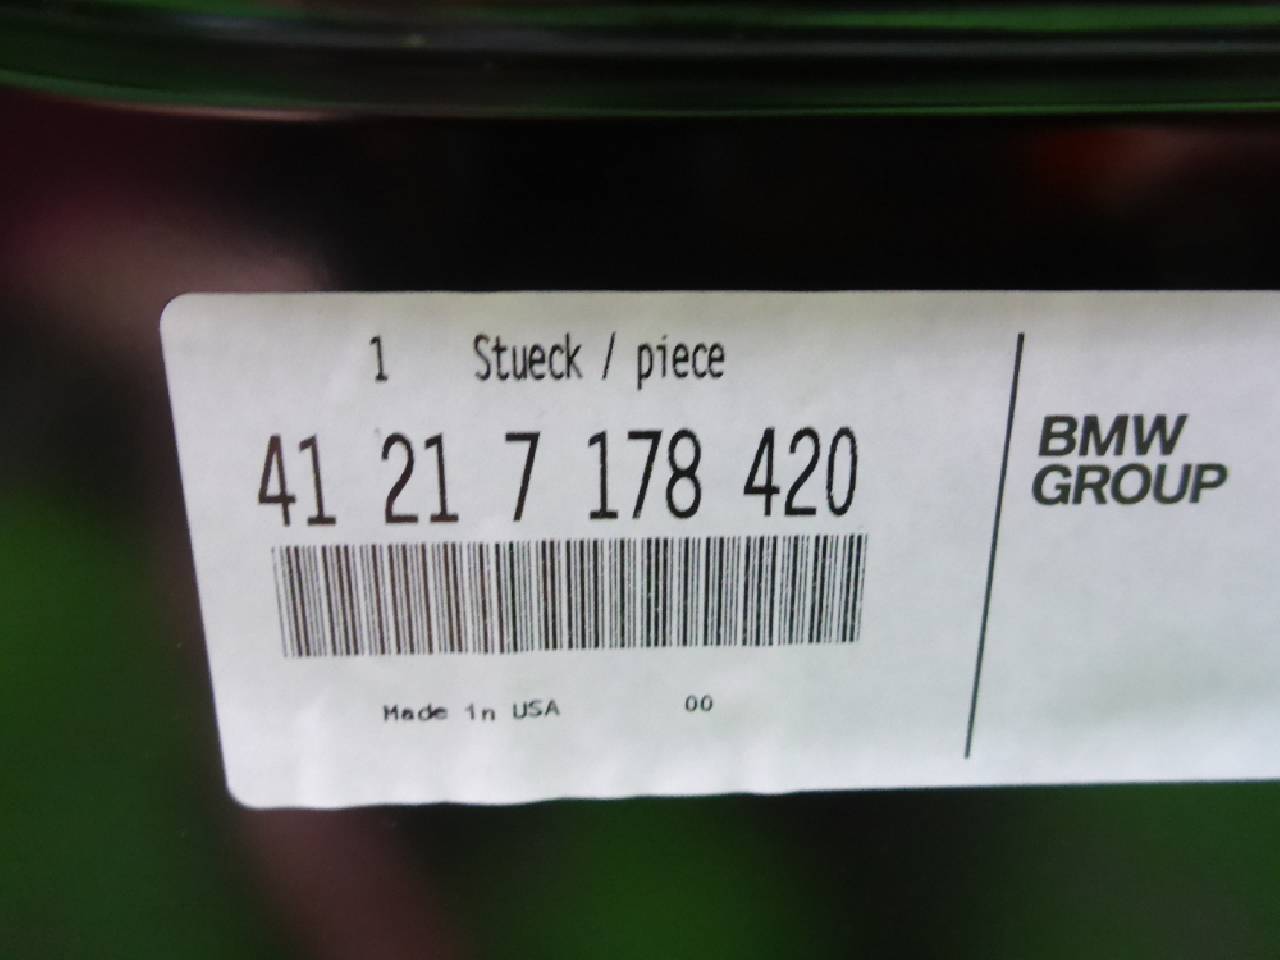 1 Stueck / piece
41 21 7 178 420
BMW
GROUP
Made in USA 00